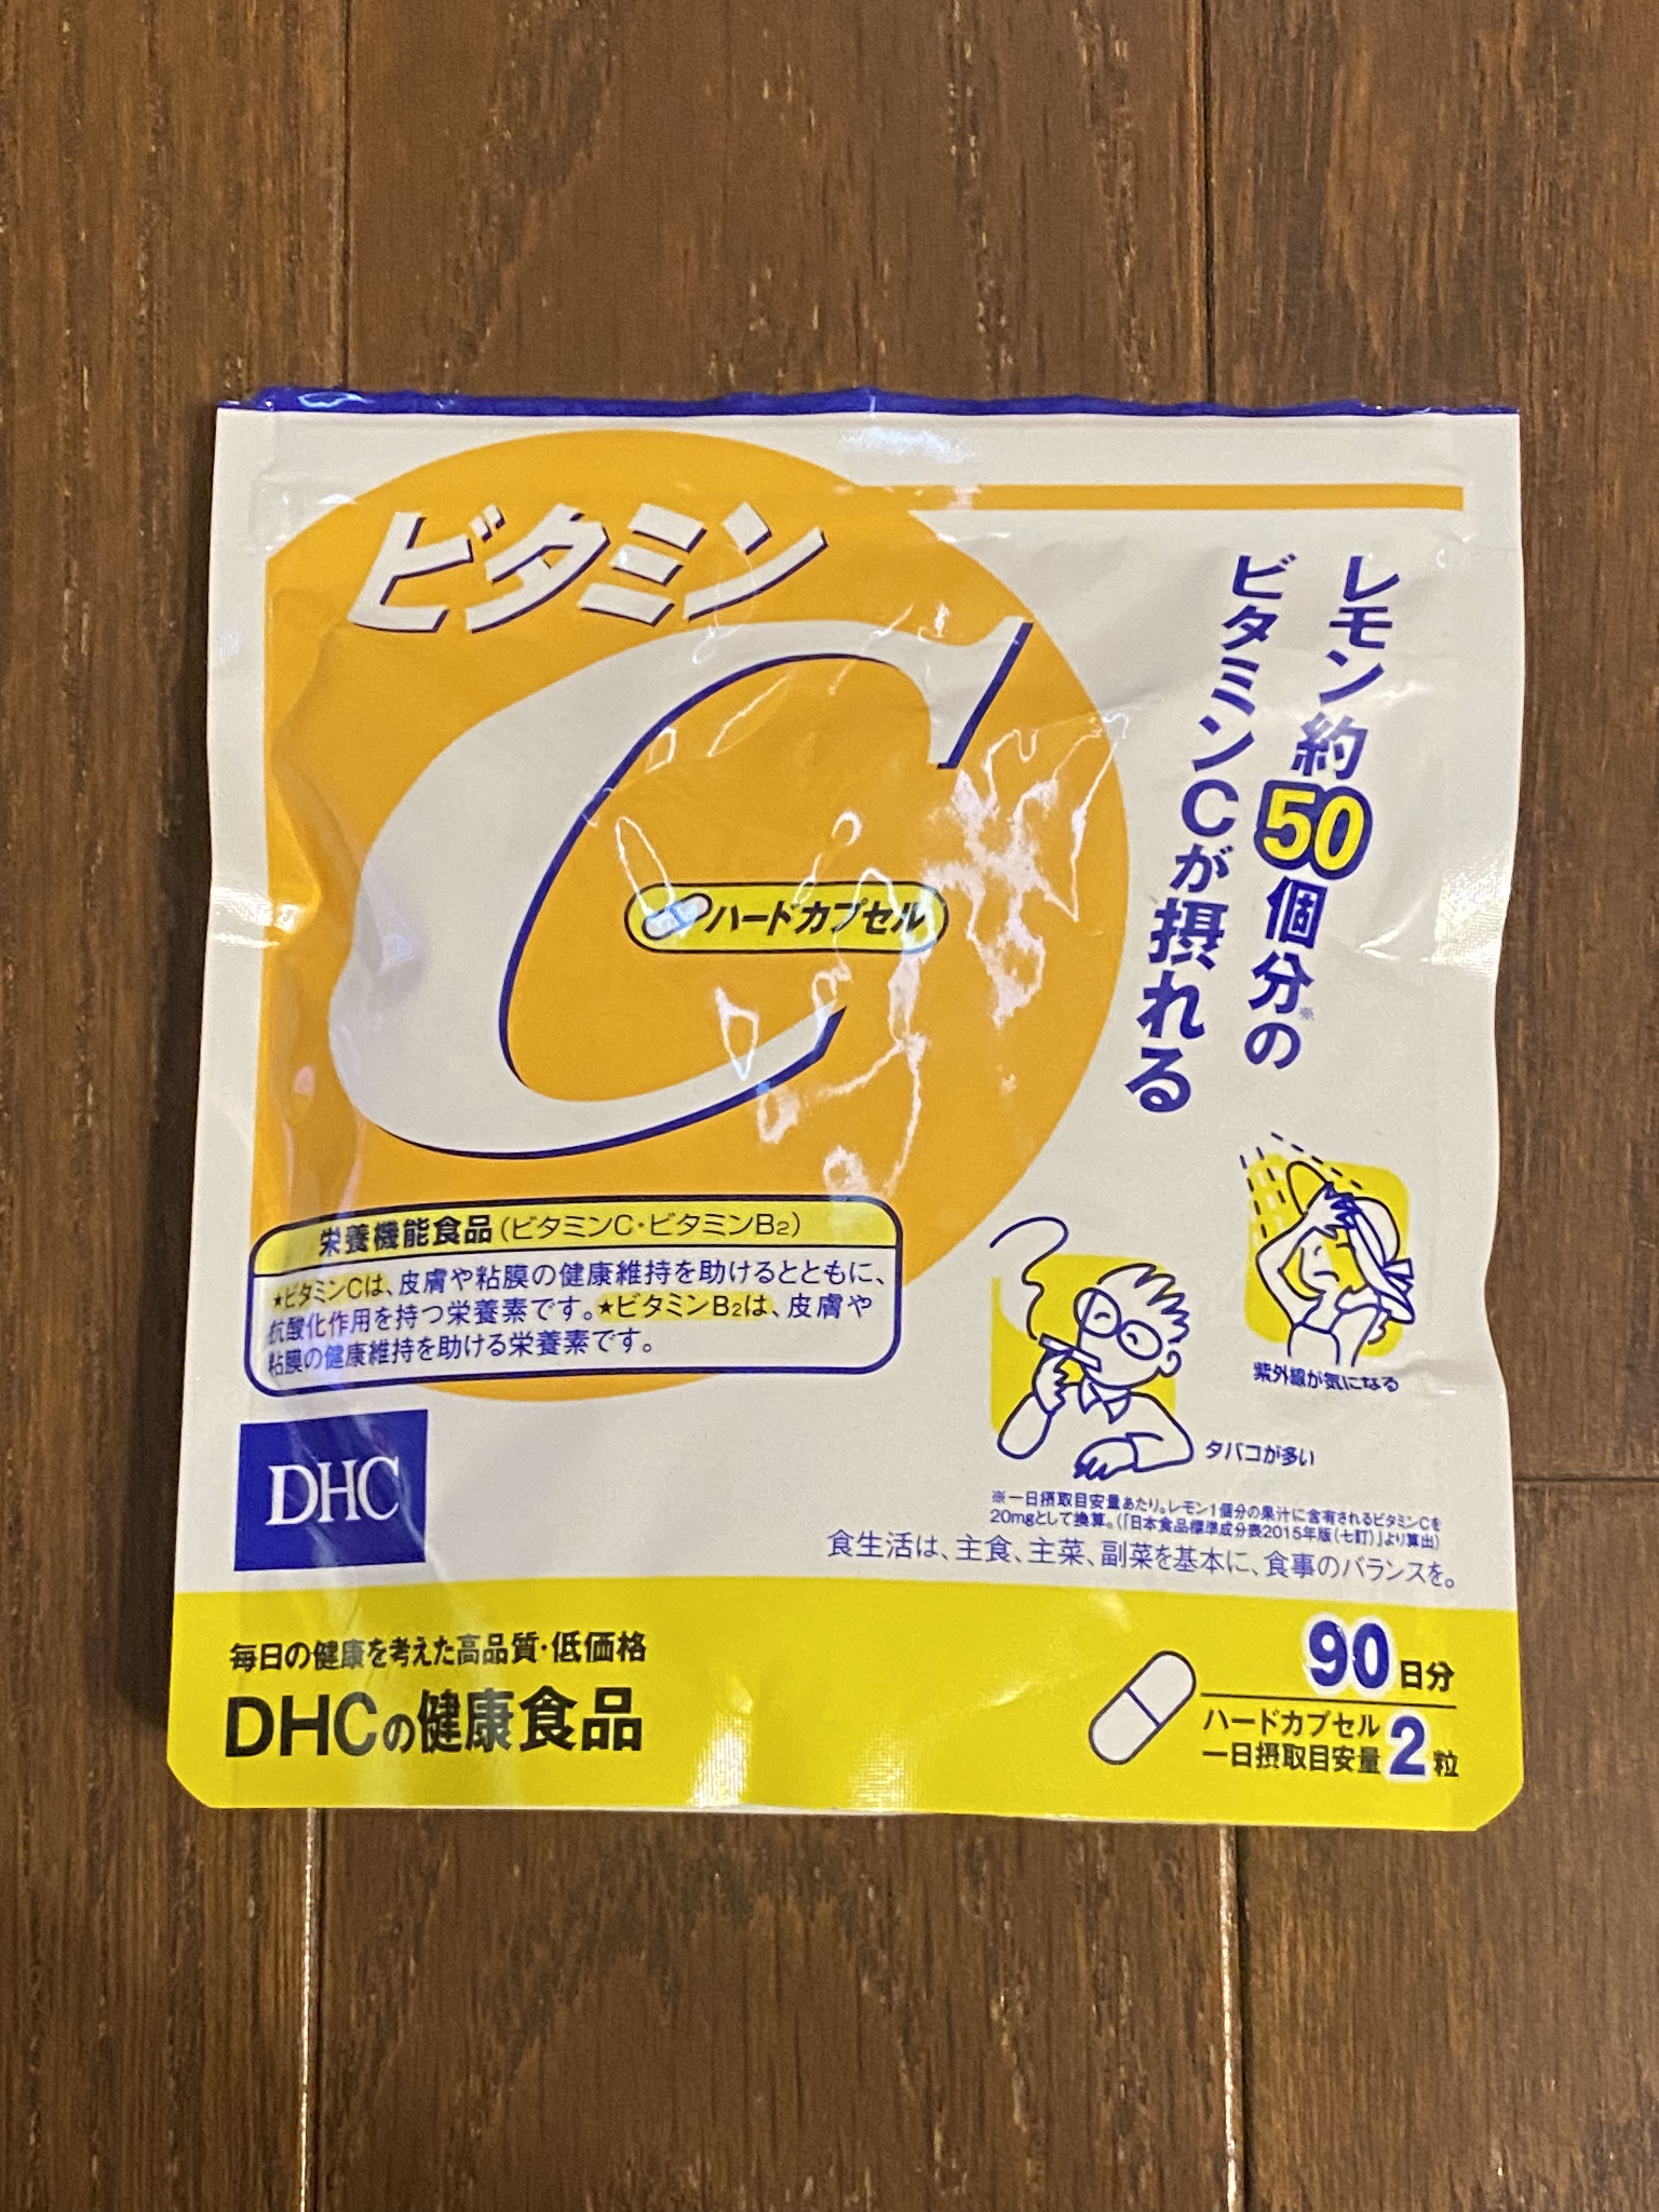 ビタミン
C
ハードカプセル
レモン約50個分※の
ビタミンCが摂れる
栄養機能食品(ビタミンC・ビタミンB2)
★ビタミンCは、皮膚や粘膜の健康維持を助けるとともに、
抗酸化作用を持つ栄養素です。★ビタミンB2は、皮膚や
粘膜の健康維持を助ける栄養素です。
紫外線が気になる
タバコが多い
DHC
※一日摂取目安量あたり。レモン1個分の果汁に含有されるビタミンCを
20mgとして換算。(「日本食品標準成分表2015年版(七訂)」より算出)
食生活は、主食、主菜、副菜を基本に、食事のバランスを。
毎日の健康を考えた高品質・低価格
DHCの健康食品
90日分
ハードカプセル
一日摂取目安量2粒